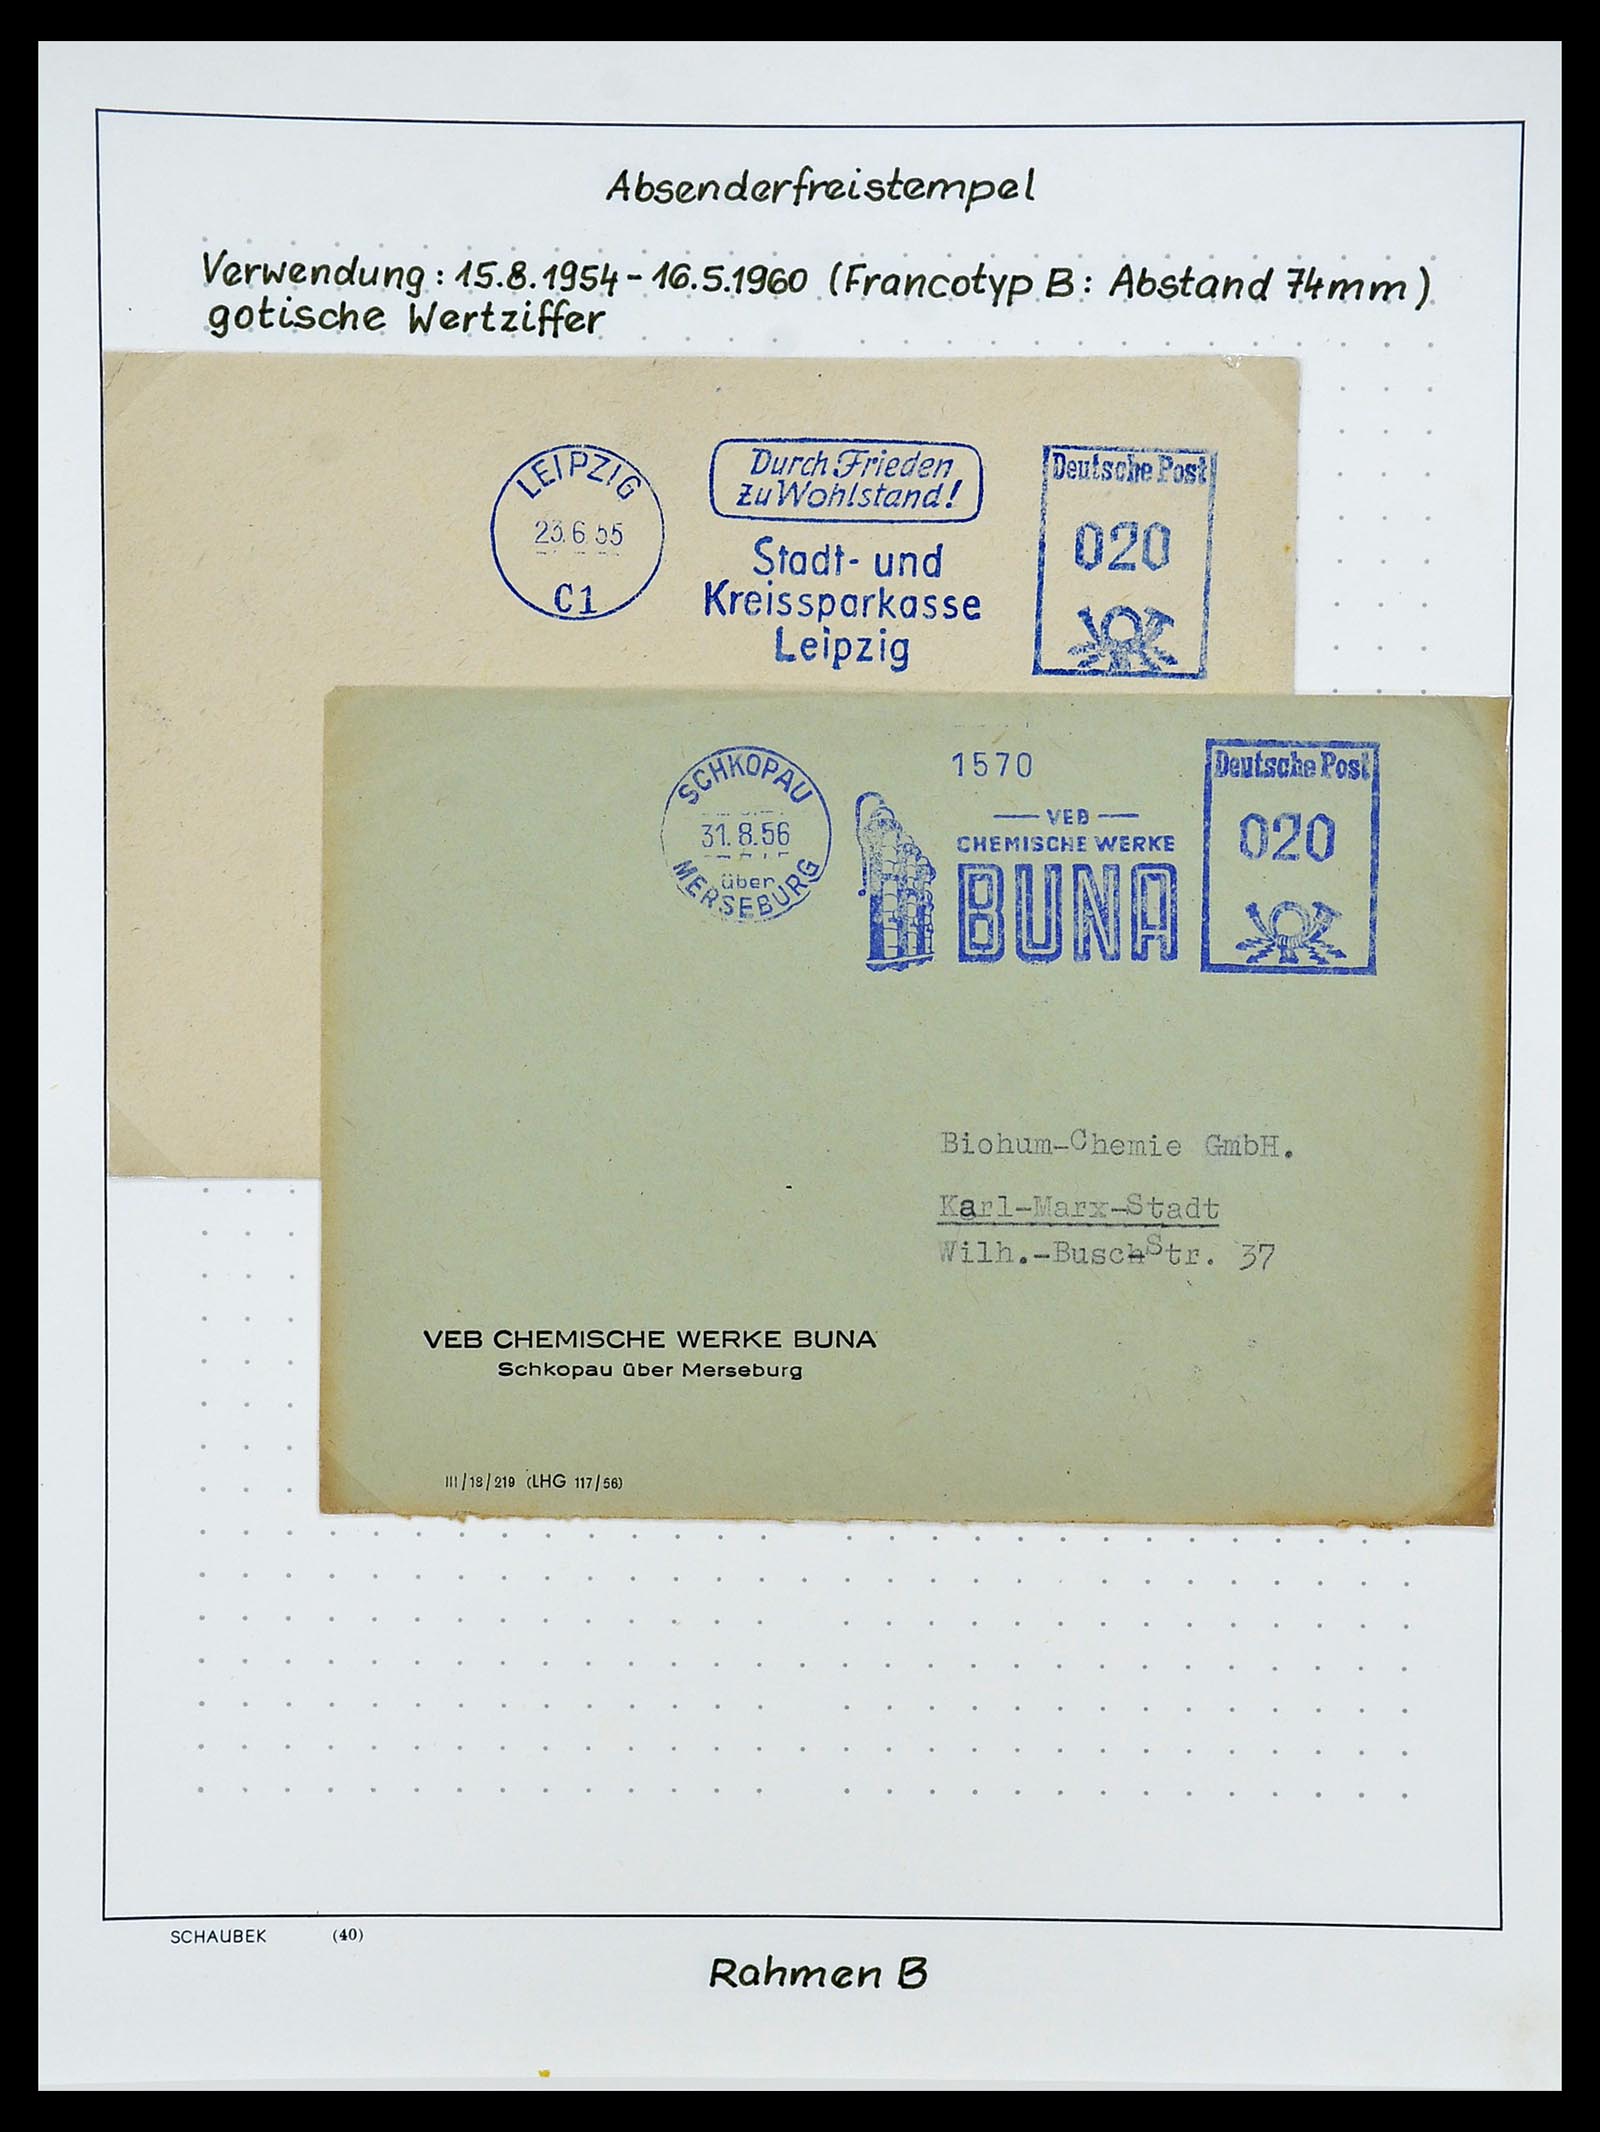 Absenderfreistempel
Verwendung: 15.8.1954 - 16.5.1960 (Francotyp B: Abstand 74mm)
gotische Wertziffer
LEIPZIG
23.6.55
C1
Durch Frieden
zu Wohlstand!
Stadt- und
Kreissparkasse
Leipzig
Deutsche Post
020
SCHKOPAU
31.8.56
über
MERSEBURG
1570
VEB
CHEMISCHE WERKE
BUNA
Deutsche Post
020
Biohum-Chemie GmbH.
Karl-Marx-Stadt
Wilh.-Busch-Str. 37
VEB CHEMISCHE WERKE BUNA
Schkopau über Merseburg
III/18/219 (LHG 117/56)
SCHAUBEK (40)
Rahmen B